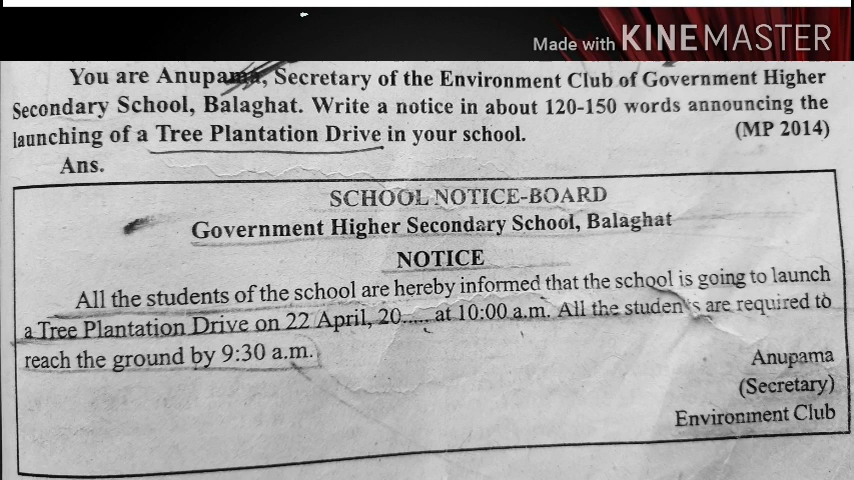 Made with KINEMASTER
You are Anupama, Secretary of the Environment Club of Government Higher
Secondary School, Balaghat. Write a notice in about 120-150 words announcing the
launching of a Tree Plantation Drive in your school. (MP 2014)
Ans.
SCHOOL NOTICE-BOARD
Government Higher Secondary School, Balaghat
NOTICE
All the students of the school are hereby informed that the school is going to launch
a Tree Plantation Drive on 22 April, 20..... at 10:00 a.m. All the students are required to
reach the ground by 9:30 a.m.
Anupama
(Secretary)
Environment Club